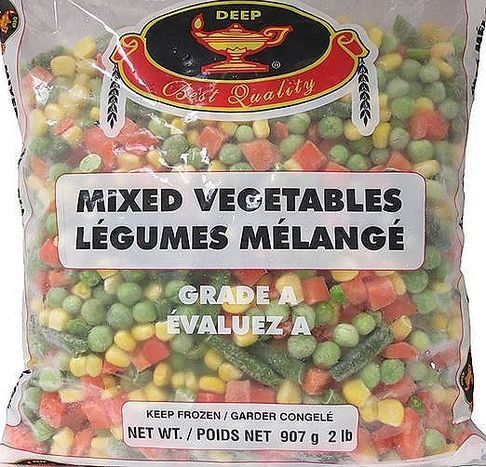 DEEP
®
Best Quality
MIXED VEGETABLES
LÉGUMES MÉLANGÉ
GRADE A
ÉVALUEZ A
KEEP FROZEN / GARDER CONGELÉ
NET WT. / POIDS NET 907 g 2 lb